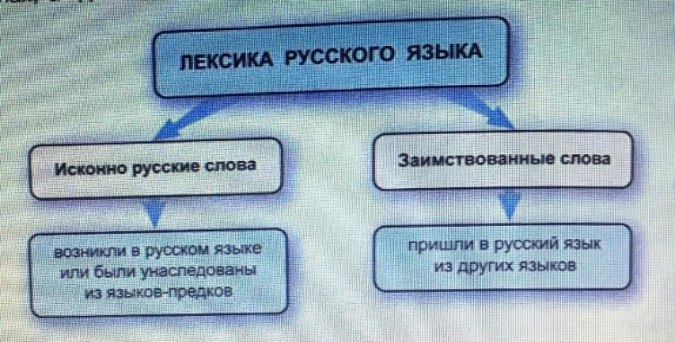 ЛЕКСИКА РУССКОГО ЯЗЫКА
Исконно русские слова
Заимствованные слова
возникли в русском языке
или были унаследованы
из языков-предков
пришли в русский язык
из других языков